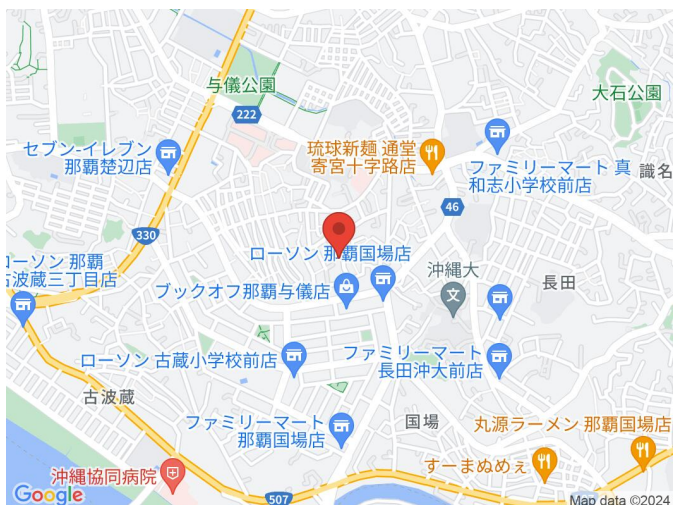 与儀公園
222
大石公園
セブン-イレブン
那覇楚辺店
琉球新麺 通堂
寄宮十字路店
ファミリーマート 真
和志小学校前店
識名
46
330
ローソン 那覇
古波蔵三丁目店
ローソン 那覇国場店
ブックオフ那覇与儀店
沖縄大
文
長田
ローソン 古蔵小学校前店
ファミリーマート
長田沖大前店
古波蔵
ファミリーマート
那覇国場店
国場
丸源ラーメン 那覇国場店
すーまぬめぇ
沖縄協同病院
507
Google
Map data ©2024